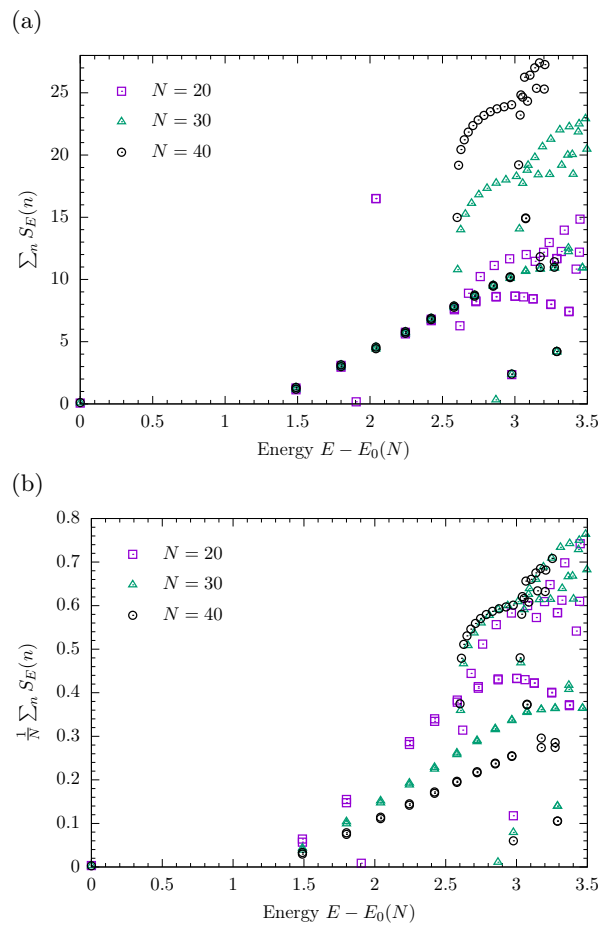 (a)
25
20
15
10
5
0
∑ₙ S_E(n)
N = 20
N = 30
N = 40
0 0.5 1 1.5 2 2.5 3 3.5
Energy E − E₀(N)
(b)
0.8
0.7
0.6
0.5
0.4
0.3
0.2
0.1
0
1/N ∑ₙ S_E(n)
N = 20
N = 30
N = 40
0 0.5 1 1.5 2 2.5 3 3.5
Energy E − E₀(N)